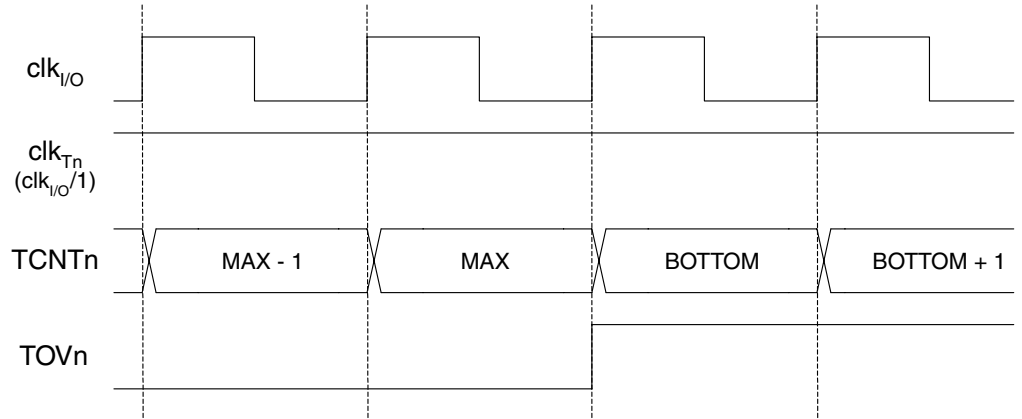 clkI/O
clkTn
(clkI/O/1)
TCNTn MAX - 1 MAX BOTTOM BOTTOM + 1
TOVn